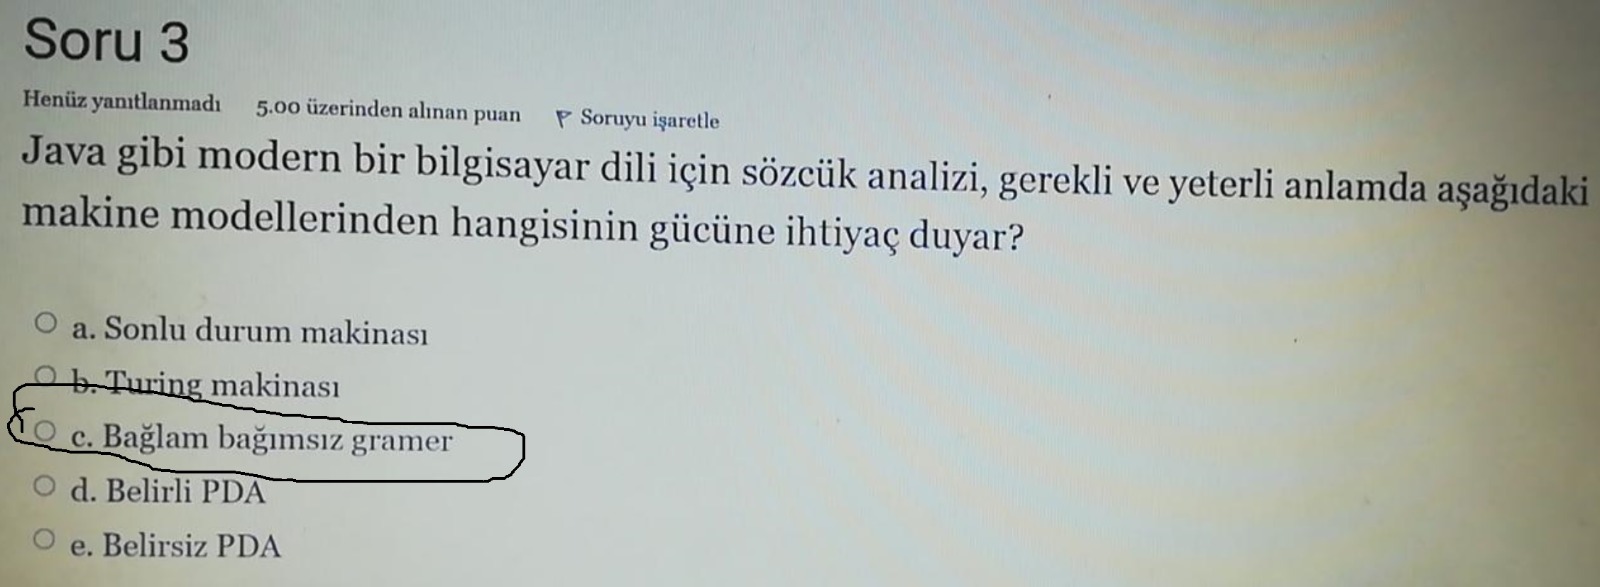 Soru 3
Henüz yanıtlanmadı 5.00 üzerinden alınan puan Soruyu işaretle
Java gibi modern bir bilgisayar dili için sözcük analizi, gerekli ve yeterli anlamda aşağıdaki
makine modellerinden hangisinin gücüne ihtiyaç duyar?
a. Sonlu durum makinası
b. Turing makinası
c. Bağlam bağımsız gramer
d. Belirli PDA
e. Belirsiz PDA